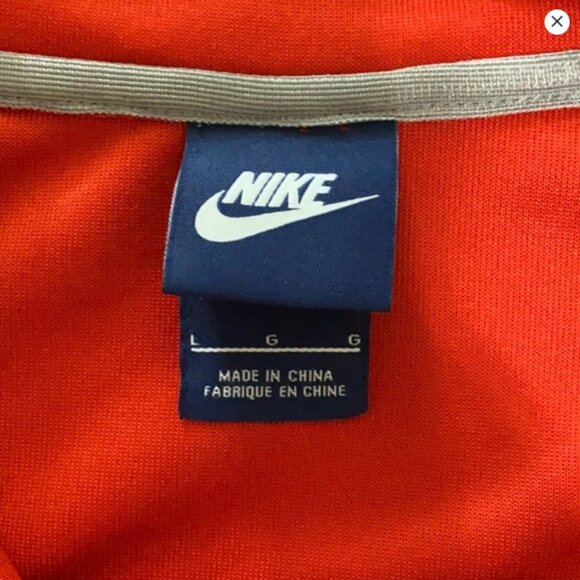 NIKE
L G G
MADE IN CHINA
FABRIQUE EN CHINE